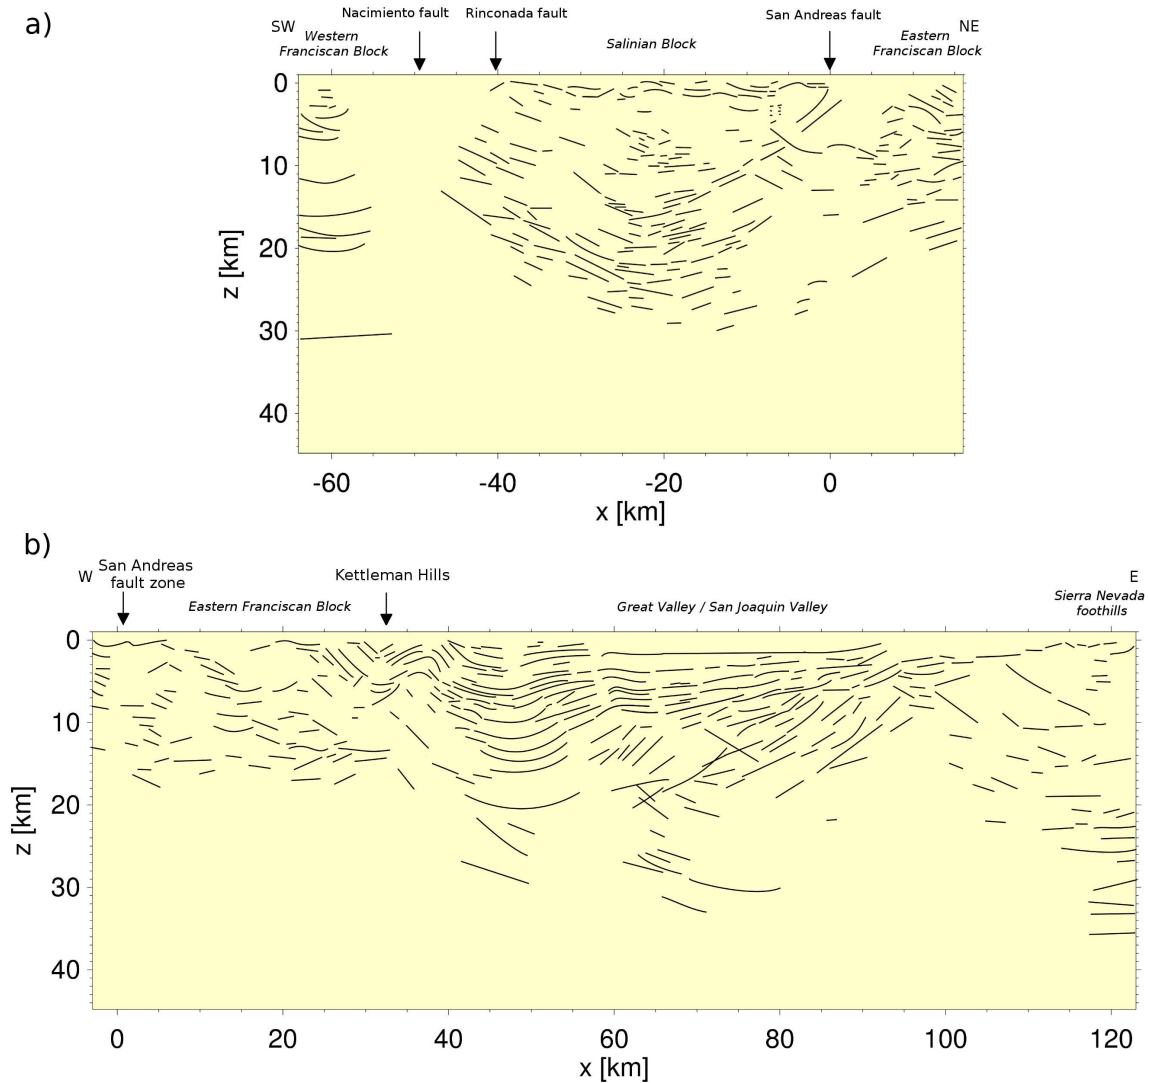 a)
Nacimiento fault Rinconada fault San Andreas fault
SW NE
Western
Franciscan Block
Salinian Block
Eastern
Franciscan Block
0
10
20
30
40
z [km]
-60 -40 -20 0
x [km]
b)
W
San Andreas
fault zone
Kettleman Hills
E
Eastern Franciscan Block
Great Valley / San Joaquin Valley
Sierra Nevada
foothills
0
10
20
30
40
z [km]
0 20 40 60 80 100 120
x [km]